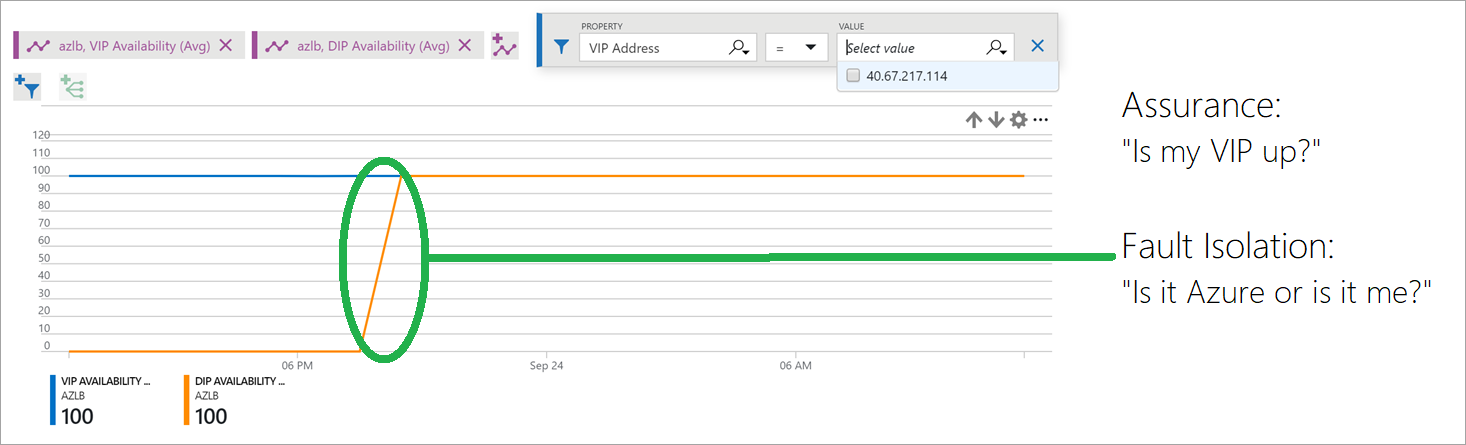 azlb, VIP Availability (Avg)
azlb, DIP Availability (Avg)
PROPERTY
VIP Address
=
VALUE
Select value
40.67.217.114
120
110
100
90
80
70
60
50
40
30
20
10
0
06 PM
Sep 24
06 AM
VIP AVAILABILITY ...
AZLB
100
DIP AVAILABILITY ...
AZLB
100
Assurance:
"Is my VIP up?"
Fault Isolation:
"Is it Azure or is it me?"